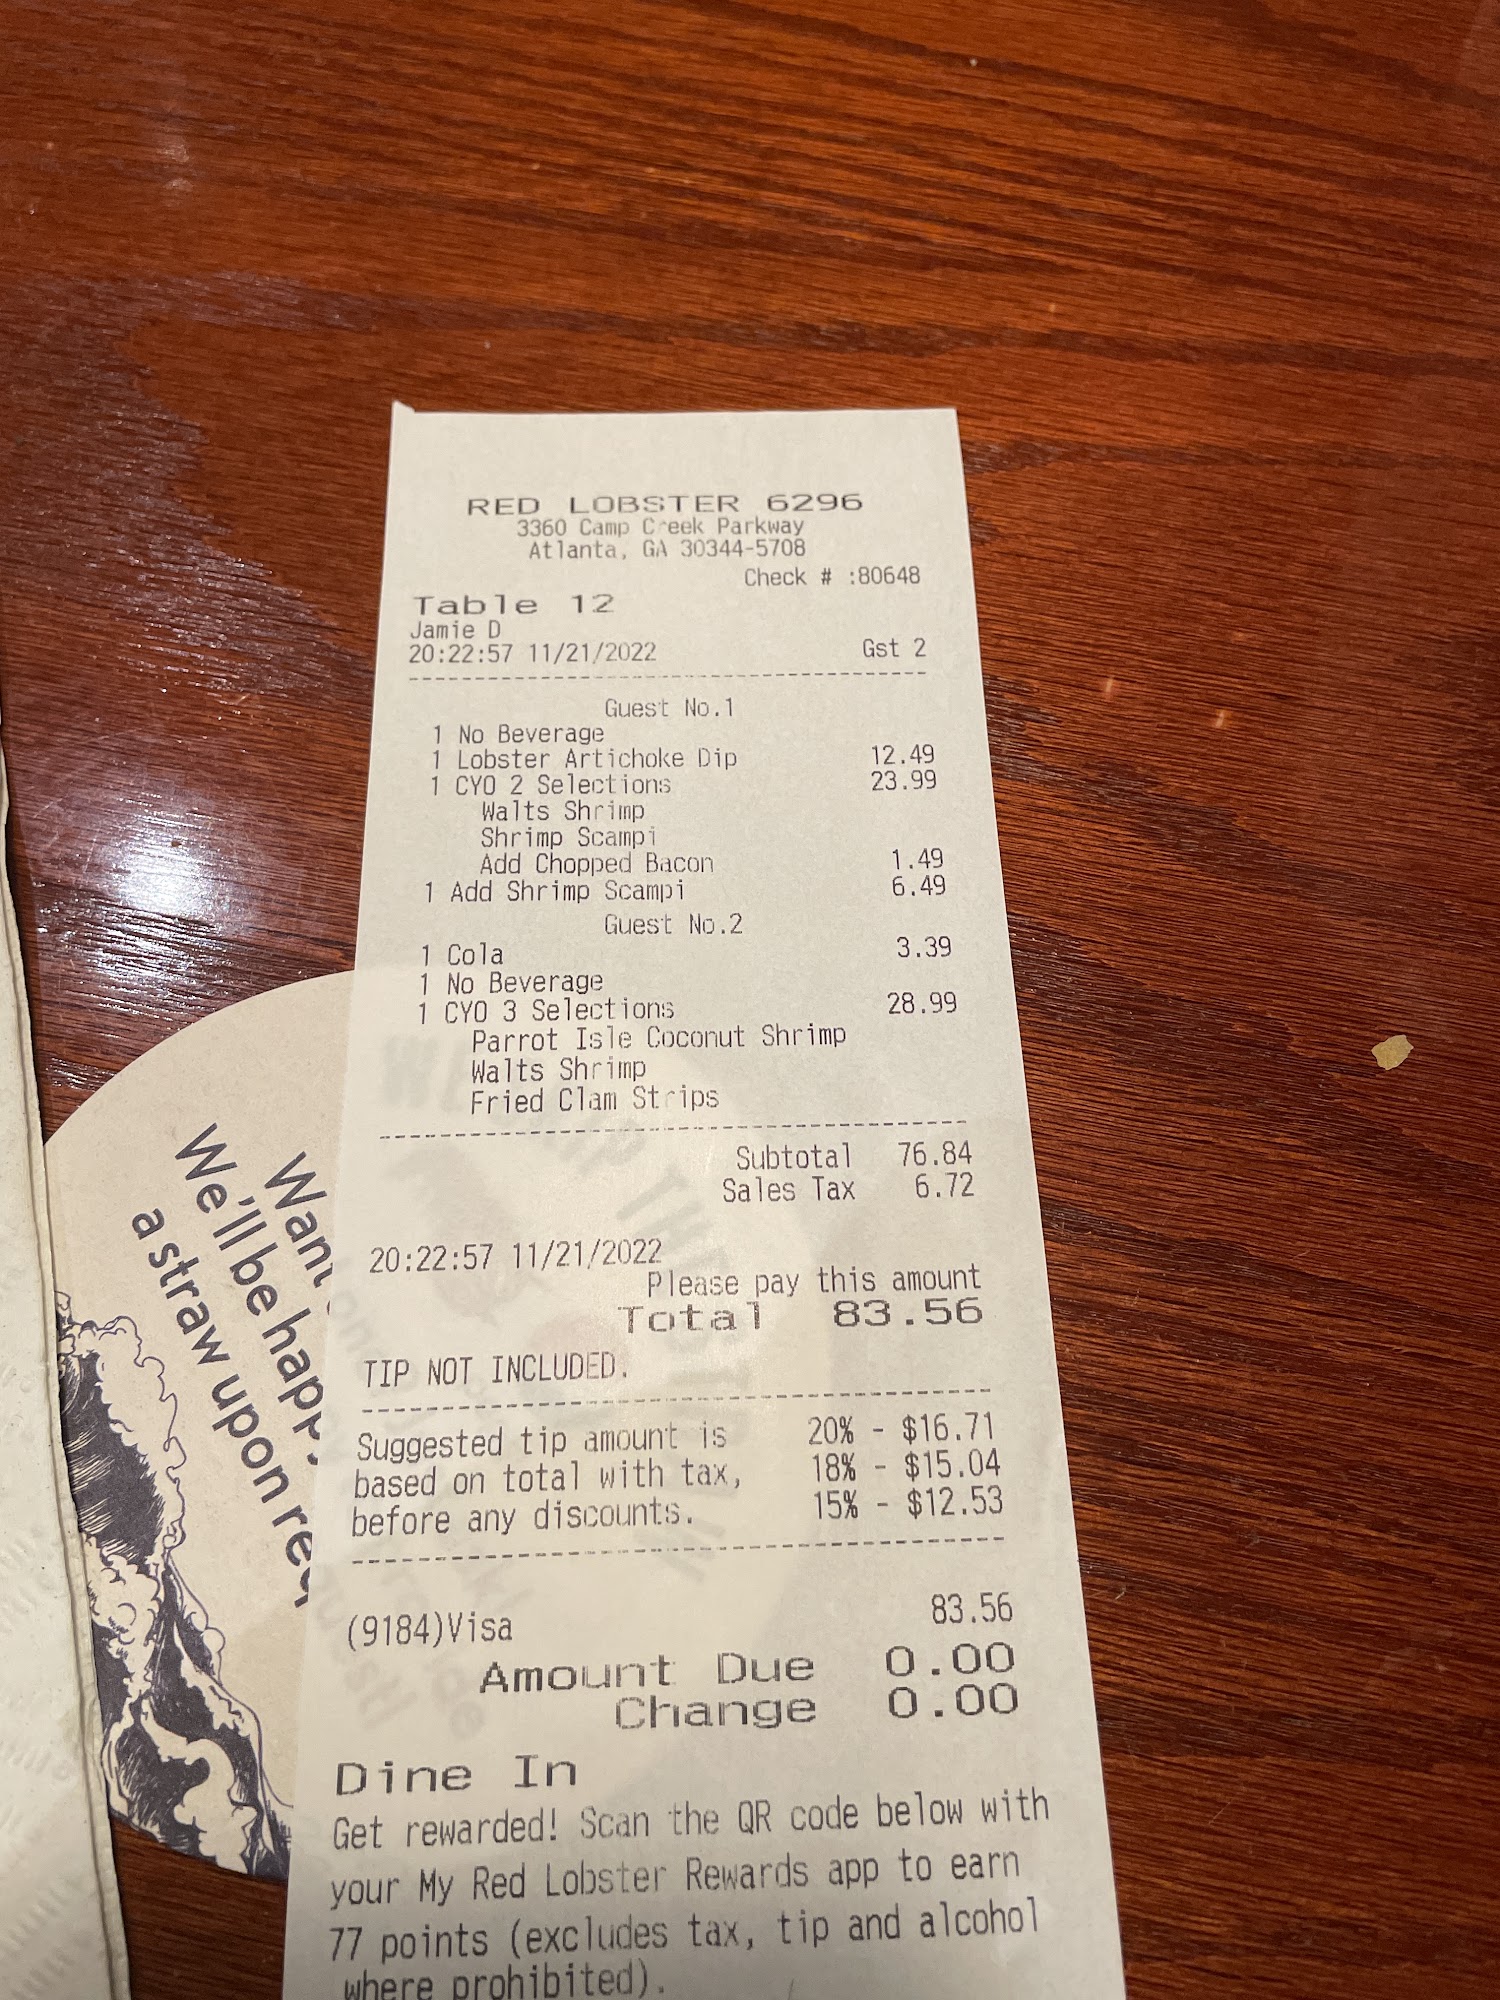 RED LOBSTER 6296
3360 Camp Creek Parkway
Atlanta, GA 30344-5708
Check # :80648
Table 12
Jamie D
20:22:57 11/21/2022 Gst 2
Guest No.1
1 No Beverage
1 Lobster Artichoke Dip 12.49
1 CYO 2 Selections 23.99
Walts Shrimp
Shrimp Scampi
Add Chopped Bacon 1.49
1 Add Shrimp Scampi 6.49
Guest No.2
1 Cola 3.39
1 No Beverage
1 CYO 3 Selections 28.99
Parrot Isle Coconut Shrimp
Walts Shrimp
Fried Clam Strips
Subtotal 76.84
Sales Tax 6.72
20:22:57 11/21/2022
Please pay this amount
Total 83.56
TIP NOT INCLUDED.
Suggested tip amount is 20% - $16.71
based on total with tax, 18% - $15.04
before any discounts. 15% - $12.53
(9184)Visa 83.56
Amount Due 0.00
Change 0.00
Dine In
Get rewarded! Scan the QR code below with
your My Red Lobster Rewards app to earn
77 points (excludes tax, tip and alcohol
where prohibited).
Want
We'll be happy
a straw upon